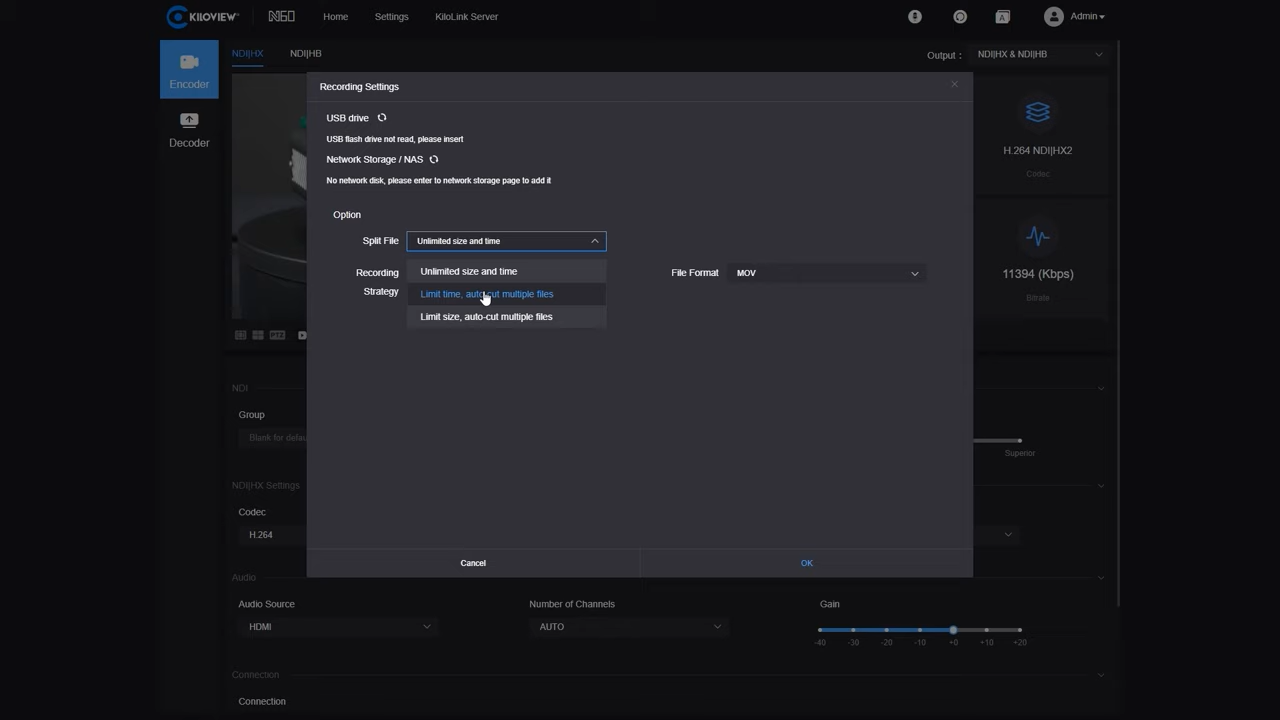 KILOVIEW N60 Home Settings KiloLink Server Admin
NDI|HX NDI|HB Output : NDI|HX & NDI|HB
Encoder
Decoder
Recording Settings
USB drive
USB flash drive not read, please insert
Network Storage / NAS
No network disk, please enter to network storage page to add it
Option
Split File Unlimited size and time
Recording Strategy
Unlimited size and time
Limit time, auto-cut multiple files
Limit size, auto-cut multiple files
File Format MOV
Cancel OK
H.264 NDI|HX2
Codec
11394 (Kbps)
Bitrate
PTZ
NDI
Group
Blank for defau
Superior
NDI|HX Settings
Codec
H.264
Audio
Audio Source Number of Channels Gain
HDMI AUTO
-40 -30 -20 -10 +0 +10 +20
Connection
Connection